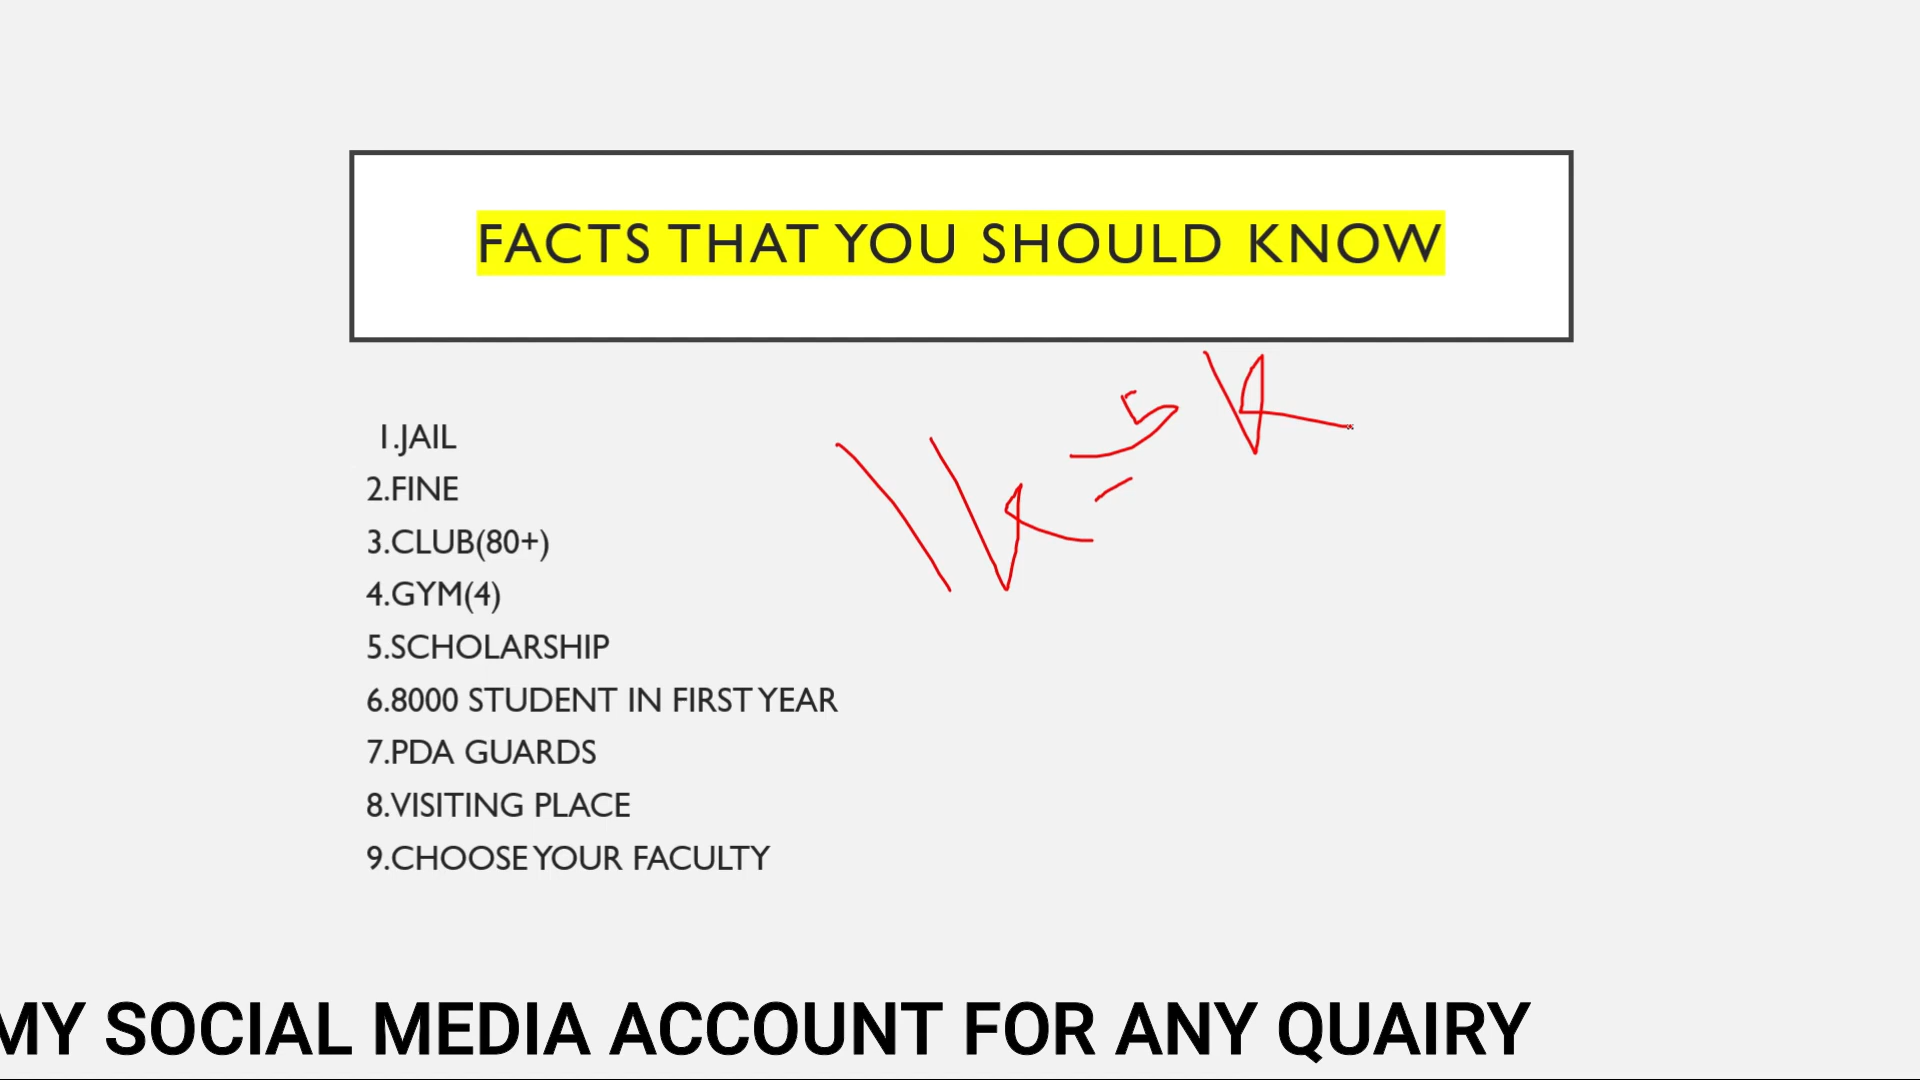 FACTS THAT YOU SHOULD KNOW
1k - 5k
1.JAIL
2.FINE
3.CLUB(80+)
4.GYM(4)
5.SCHOLARSHIP
6.8000 STUDENT IN FIRST YEAR
7.PDA GUARDS
8.VISITING PLACE
9.CHOOSE YOUR FACULTY
MY SOCIAL MEDIA ACCOUNT FOR ANY QUAIRY